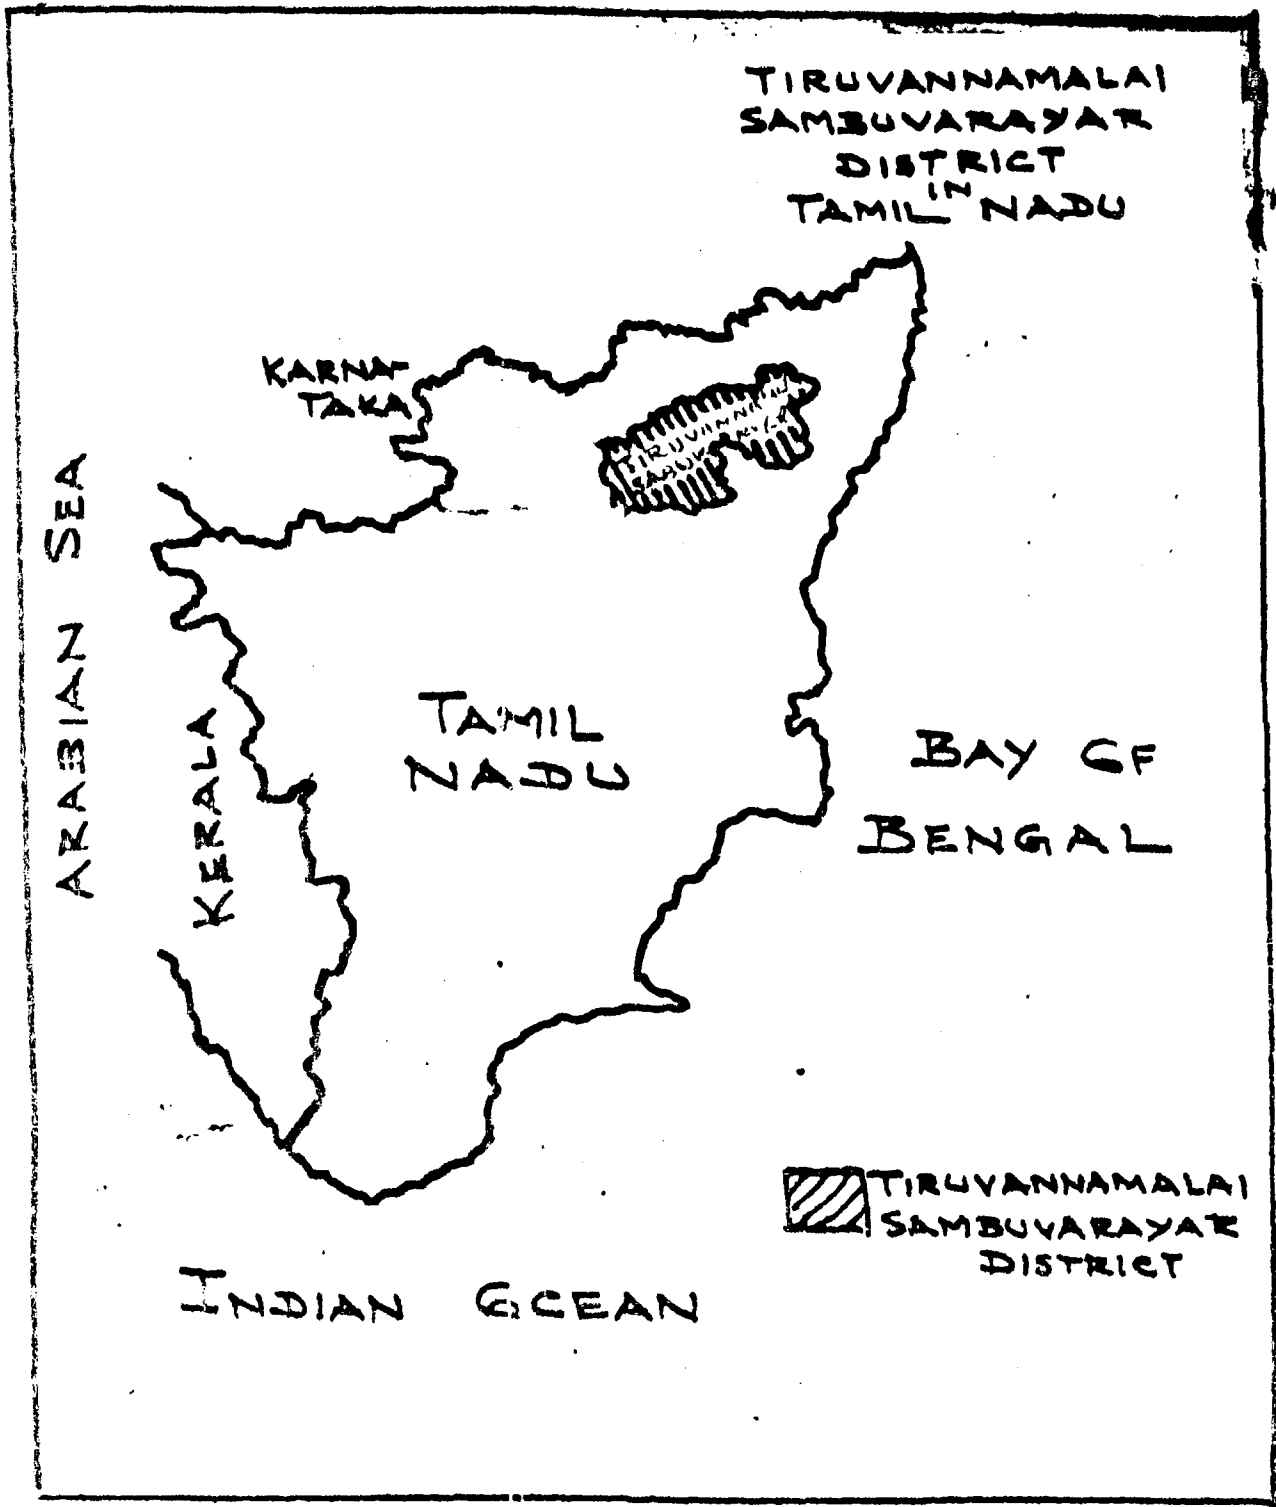 TIRUVANNAMALAI
SAMBUVARAYAR
DISTRICT
IN
TAMIL NADU
KARNA-
TAKA
TIRUVANNAMALAI
ARABIAN SEA
KERALA
TAMIL
NADU
BAY OF
BENGAL
TIRUVANNAMALAI
SAMBUVARAYAR
DISTRICT
INDIAN OCEAN